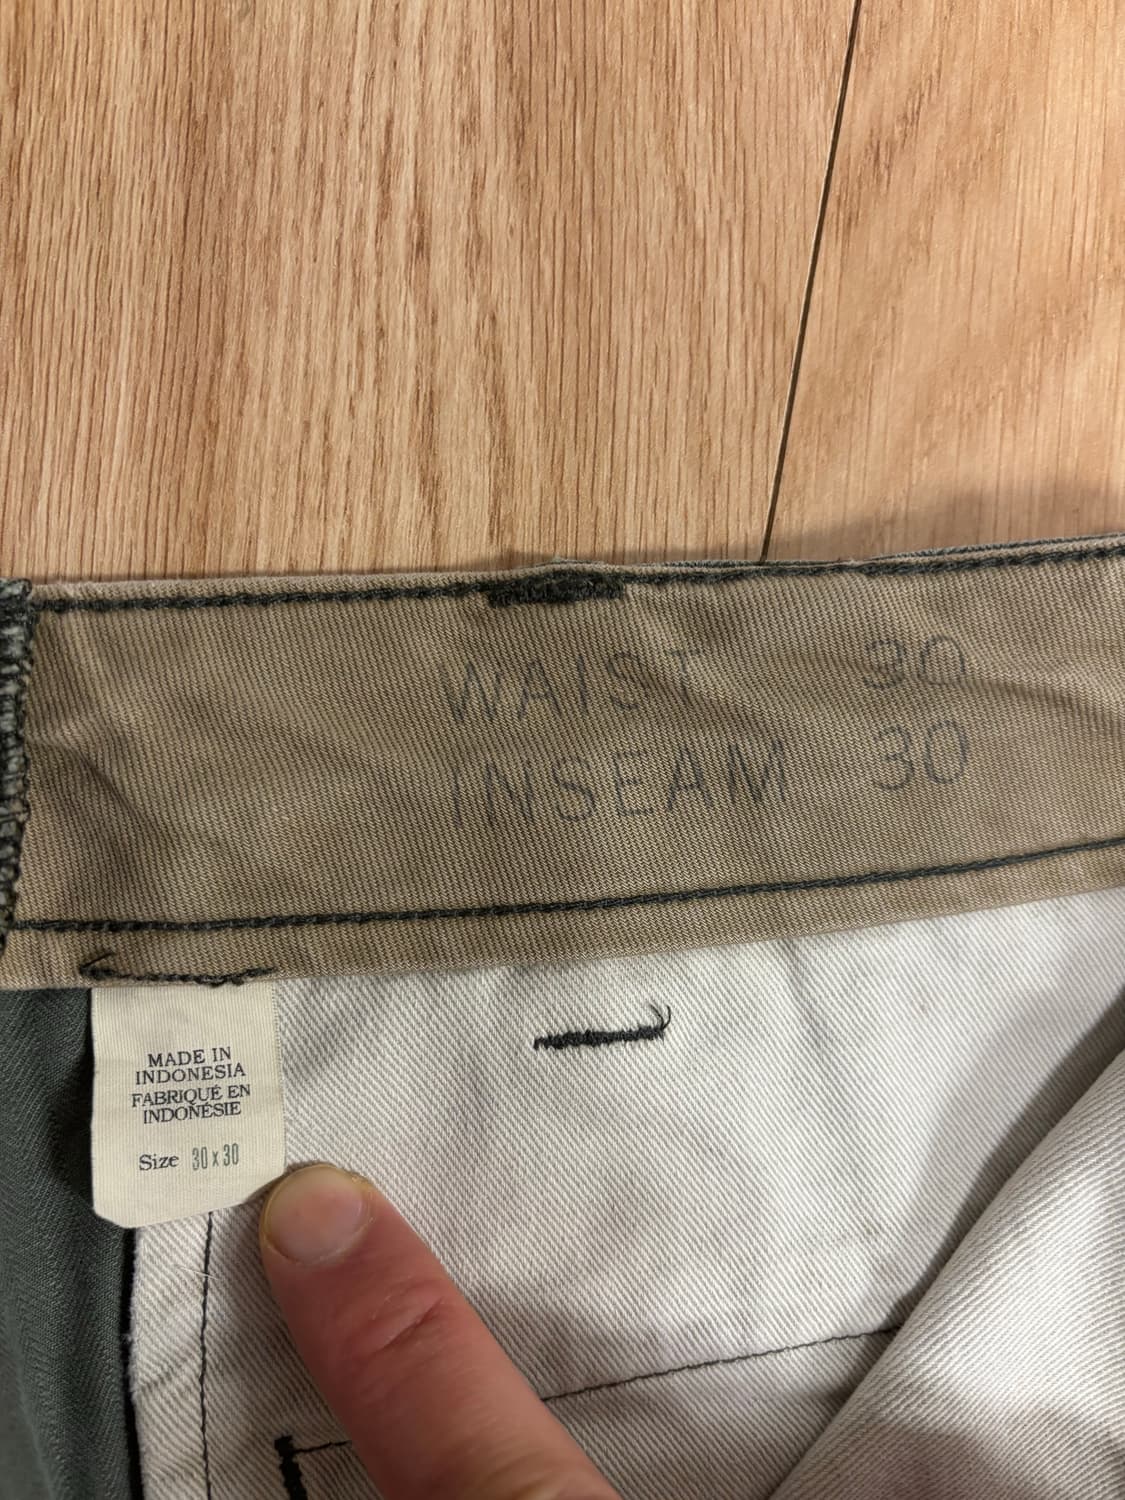 WAIST 30
INSEAM 30
MADE IN
INDONESIA
FABRIQUÉ EN
INDONÉSIE
Size 30 x 30